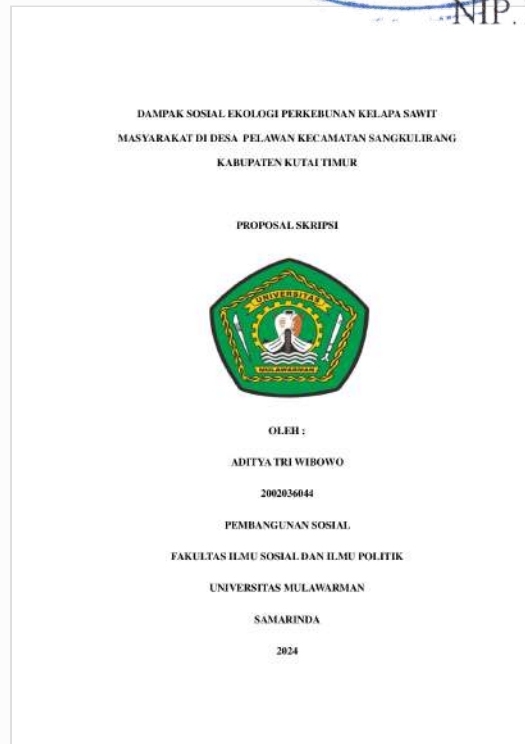 NIP.
DAMPAK SOSIAL EKOLOGI PERKEBUNAN KELAPA SAWIT
MASYARAKAT DI DESA PELAWAN KECAMATAN SANGKULIRANG
KABUPATEN KUTAI TIMUR
PROPOSAL SKRIPSI
UNIVERSITAS
MULAWARMAN
OLEH :
ADITYA TRI WIBOWO
2002036044
PEMBANGUNAN SOSIAL
FAKULTAS ILMU SOSIAL DAN ILMU POLITIK
UNIVERSITAS MULAWARMAN
SAMARINDA
2024